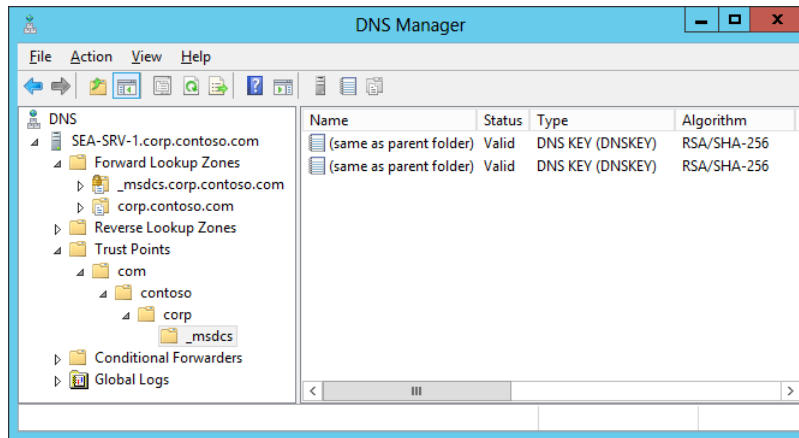 DNS Manager
File Action View Help
DNS
SEA-SRV-1.corp.contoso.com
Forward Lookup Zones
_msdcs.corp.contoso.com
corp.contoso.com
Reverse Lookup Zones
Trust Points
com
contoso
corp
_msdcs
Conditional Forwarders
Global Logs
Name Status Type Algorithm
(same as parent folder) Valid DNS KEY (DNSKEY) RSA/SHA-256
(same as parent folder) Valid DNS KEY (DNSKEY) RSA/SHA-256